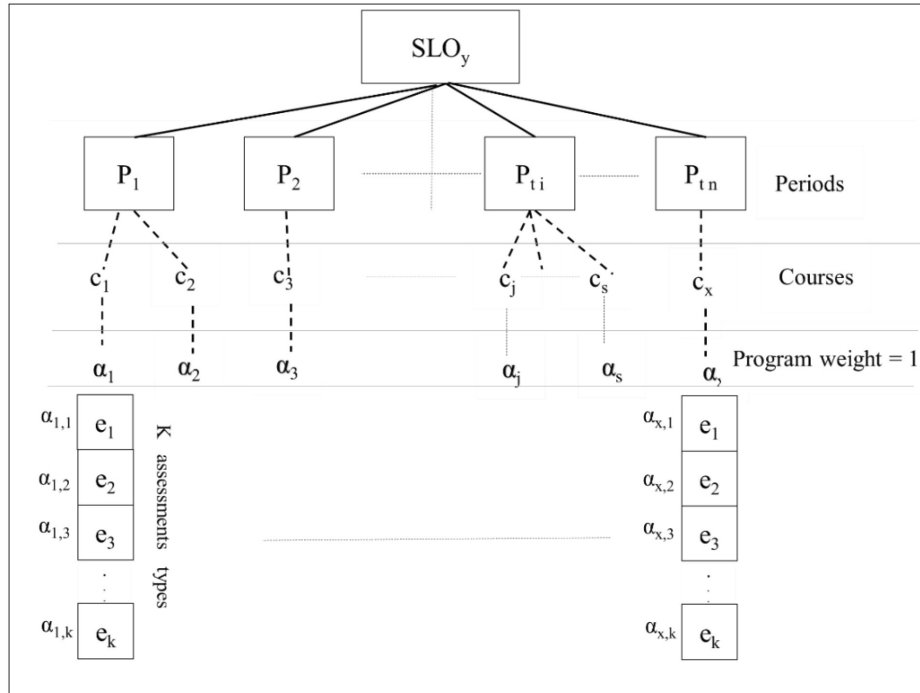 SLOy
P1 P2 Pt i Pt n Periods
c1 c2 c3 cj cs cx Courses
α1 α2 α3 αj αs α, Program weight = 1
α1,1 e1 αx,1 e1
α1,2 e2 αx,2 e2
α1,3 e3 αx,3 e3
α1,k ek αx,k ek
K assessments types